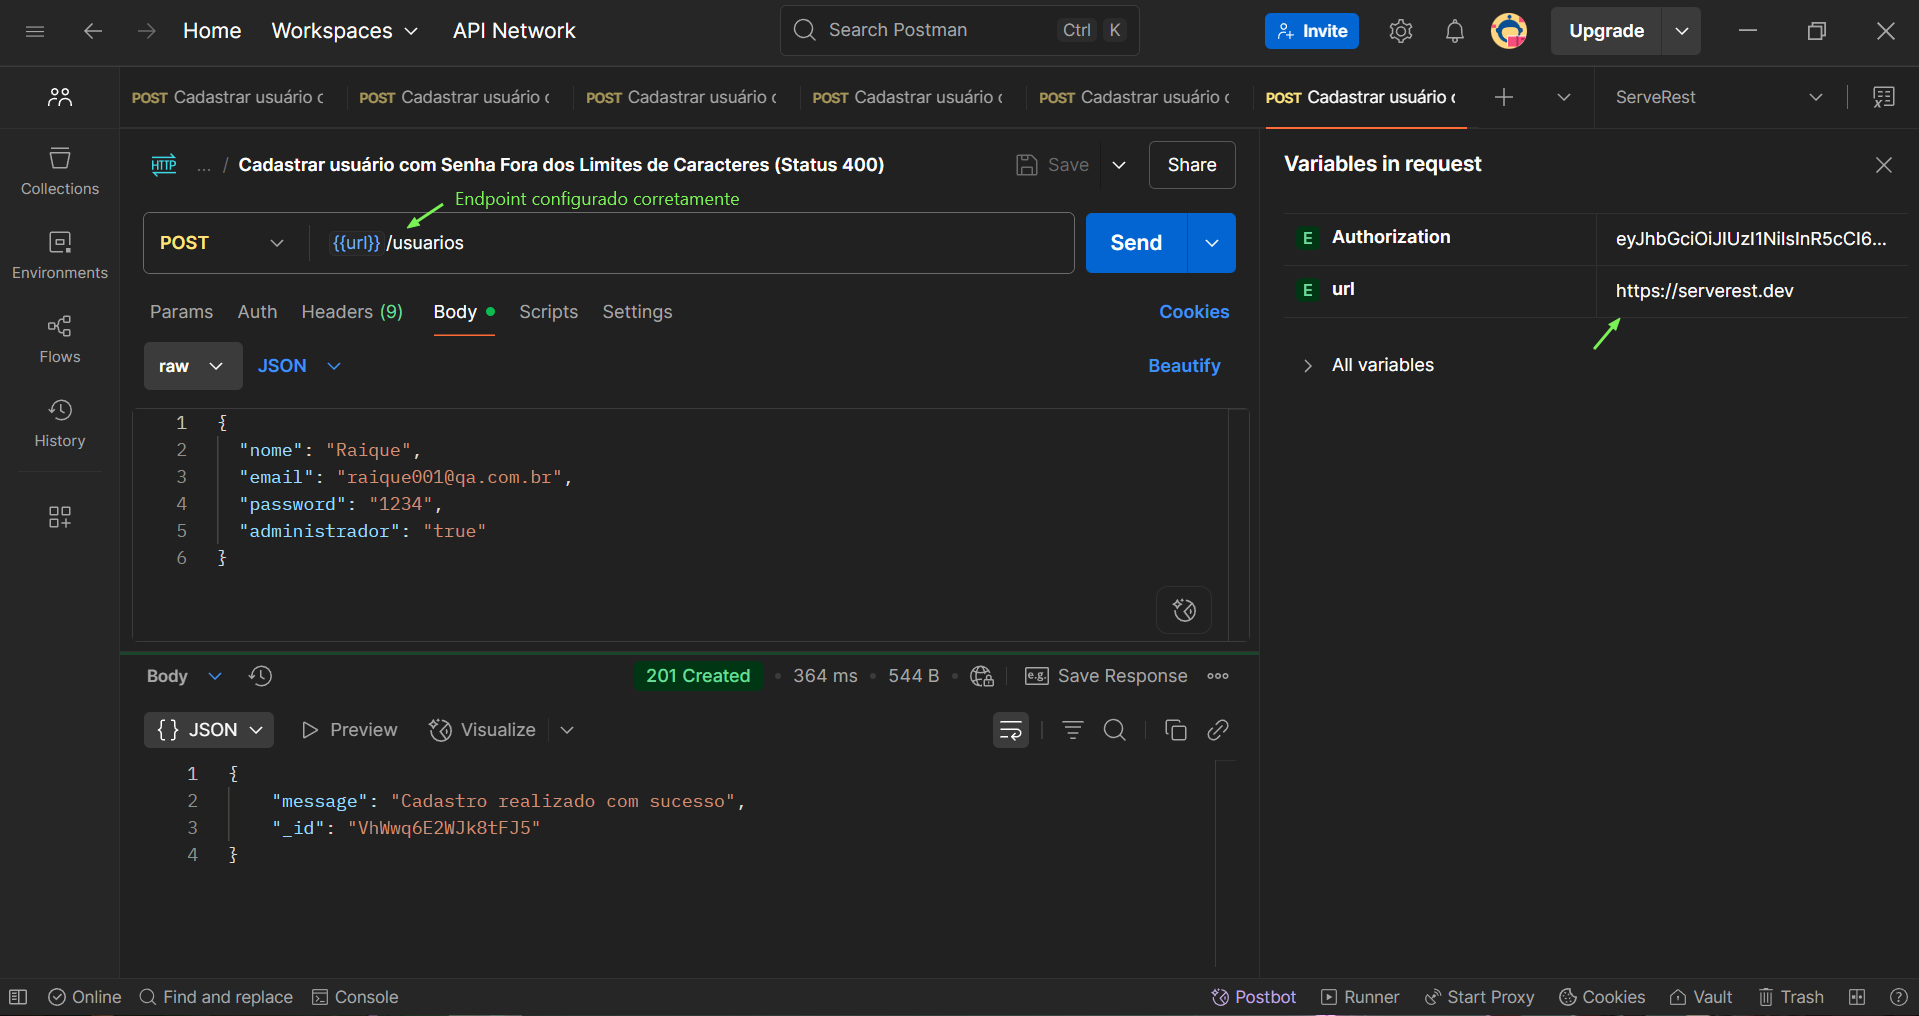 Home Workspaces API Network Search Postman Ctrl K Invite Upgrade
POST Cadastrar usuário c POST Cadastrar usuário c POST Cadastrar usuário c POST Cadastrar usuário c POST Cadastrar usuário c POST Cadastrar usuário c ServeRest
Collections
Environments
Flows
History
HTTP ... / Cadastrar usuário com Senha Fora dos Limites de Caracteres (Status 400) Save Share
Endpoint configurado corretamente
POST {{url}} /usuarios Send
Params Auth Headers (9) Body Scripts Settings Cookies
raw JSON Beautify
1 {
2 "nome": "Raique",
3 "email": "raique001@qa.com.br",
4 "password": "1234",
5 "administrador": "true"
6 }
Body 201 Created • 364 ms • 544 B • e.g. Save Response
{} JSON Preview Visualize
1 {
2 "message": "Cadastro realizado com sucesso",
3 "_id": "VhWwq6E2WJk8tFJ5"
4 }
Variables in request
E Authorization eyJhbGciOiJIUzI1NiIsInR5cCI6...
E url https://serverest.dev
All variables
Online Find and replace Console Postbot Runner Start Proxy Cookies Vault Trash